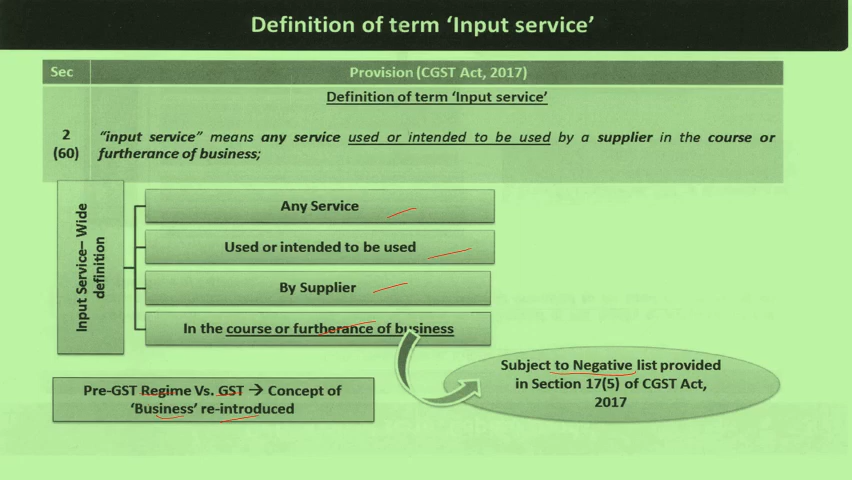 Definition of term ‘Input service’
Sec Provision (CGST Act, 2017)
Definition of term ‘Input service’
2
(60)
“input service” means any service used or intended to be used by a supplier in the course or
furtherance of business;
Input Service– Wide
definition
Any Service
Used or intended to be used
By Supplier
In the course or furtherance of business
Subject to Negative list provided
in Section 17(5) of CGST Act,
2017
Pre-GST Regime Vs. GST → Concept of
‘Business’ re-introduced